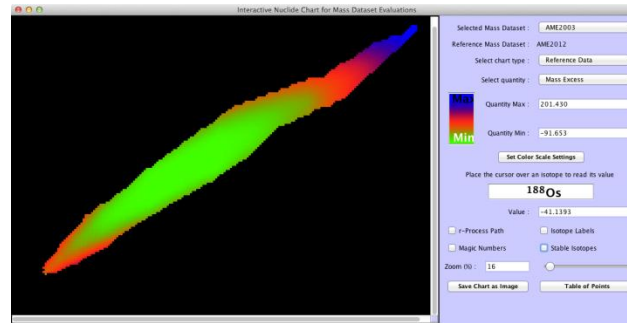 Interactive Nuclide Chart for Mass Dataset Evaluations
Selected Mass Dataset : AME2003
Reference Mass Dataset : AME2012
Select chart type : Reference Data
Select quantity : Mass Excess
Max
Quantity Max : 201.430
Quantity Min : -91.653
Min
Set Color Scale Settings
Place the cursor over an isotope to read its value
188Os
Value : -41.1393
r-Process Path Isotope Labels
Magic Numbers Stable Isotopes
Zoom (%) : 16
Save Chart as Image Table of Points